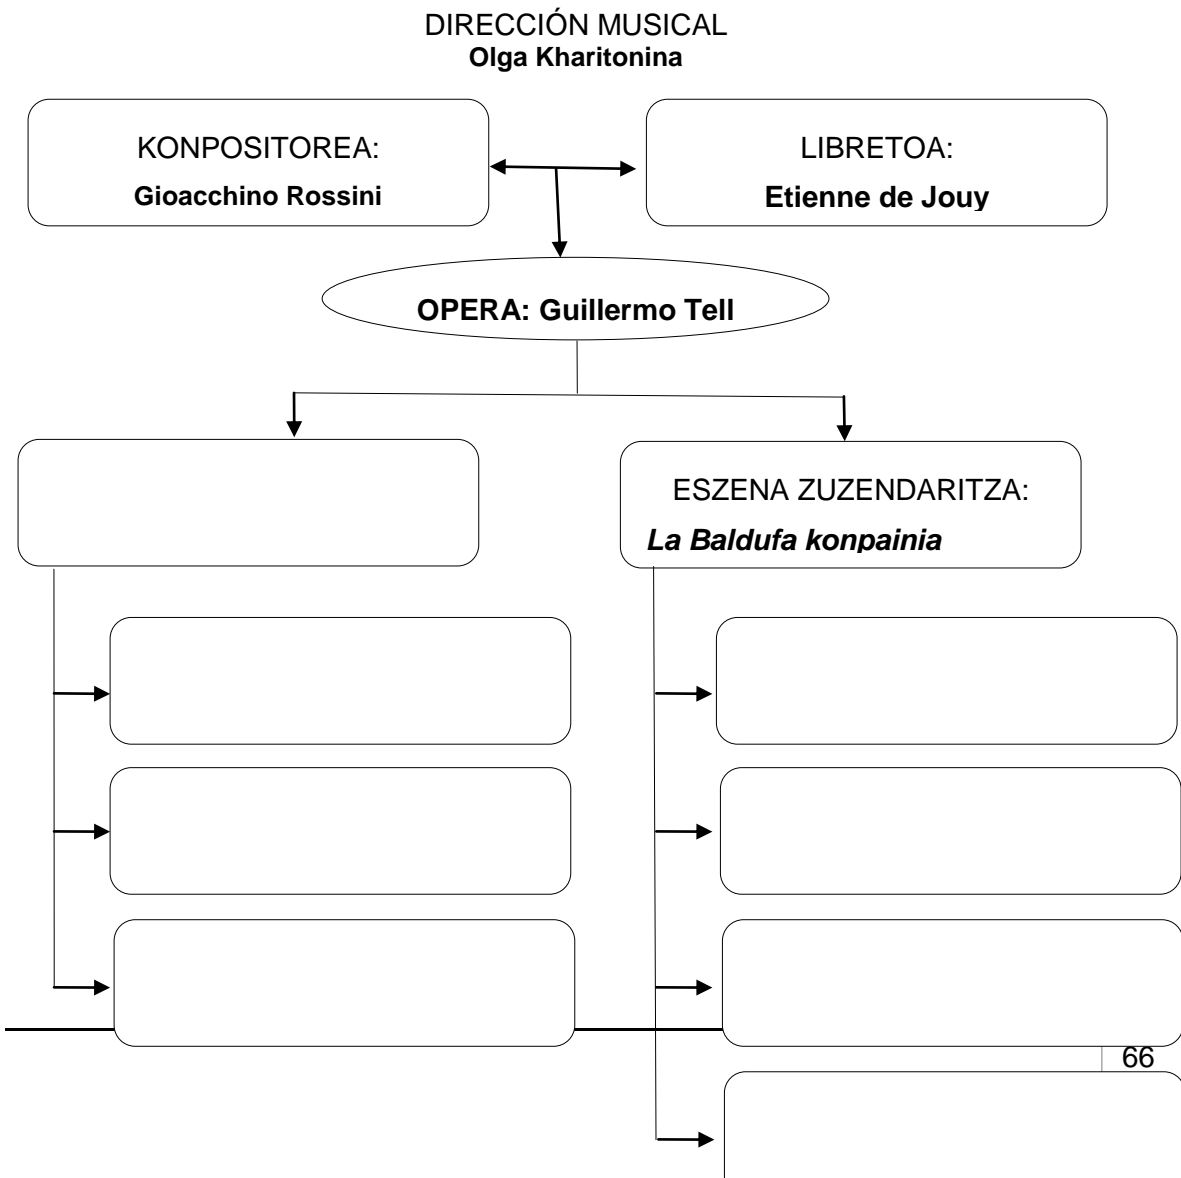 DIRECCIÓN MUSICAL
Olga Kharitonina
KONPOSITOREA:
Gioacchino Rossini
LIBRETOA:
Etienne de Jouy
OPERA: Guillermo Tell
ESZENA ZUZENDARITZA:
La Baldufa konpainia
66